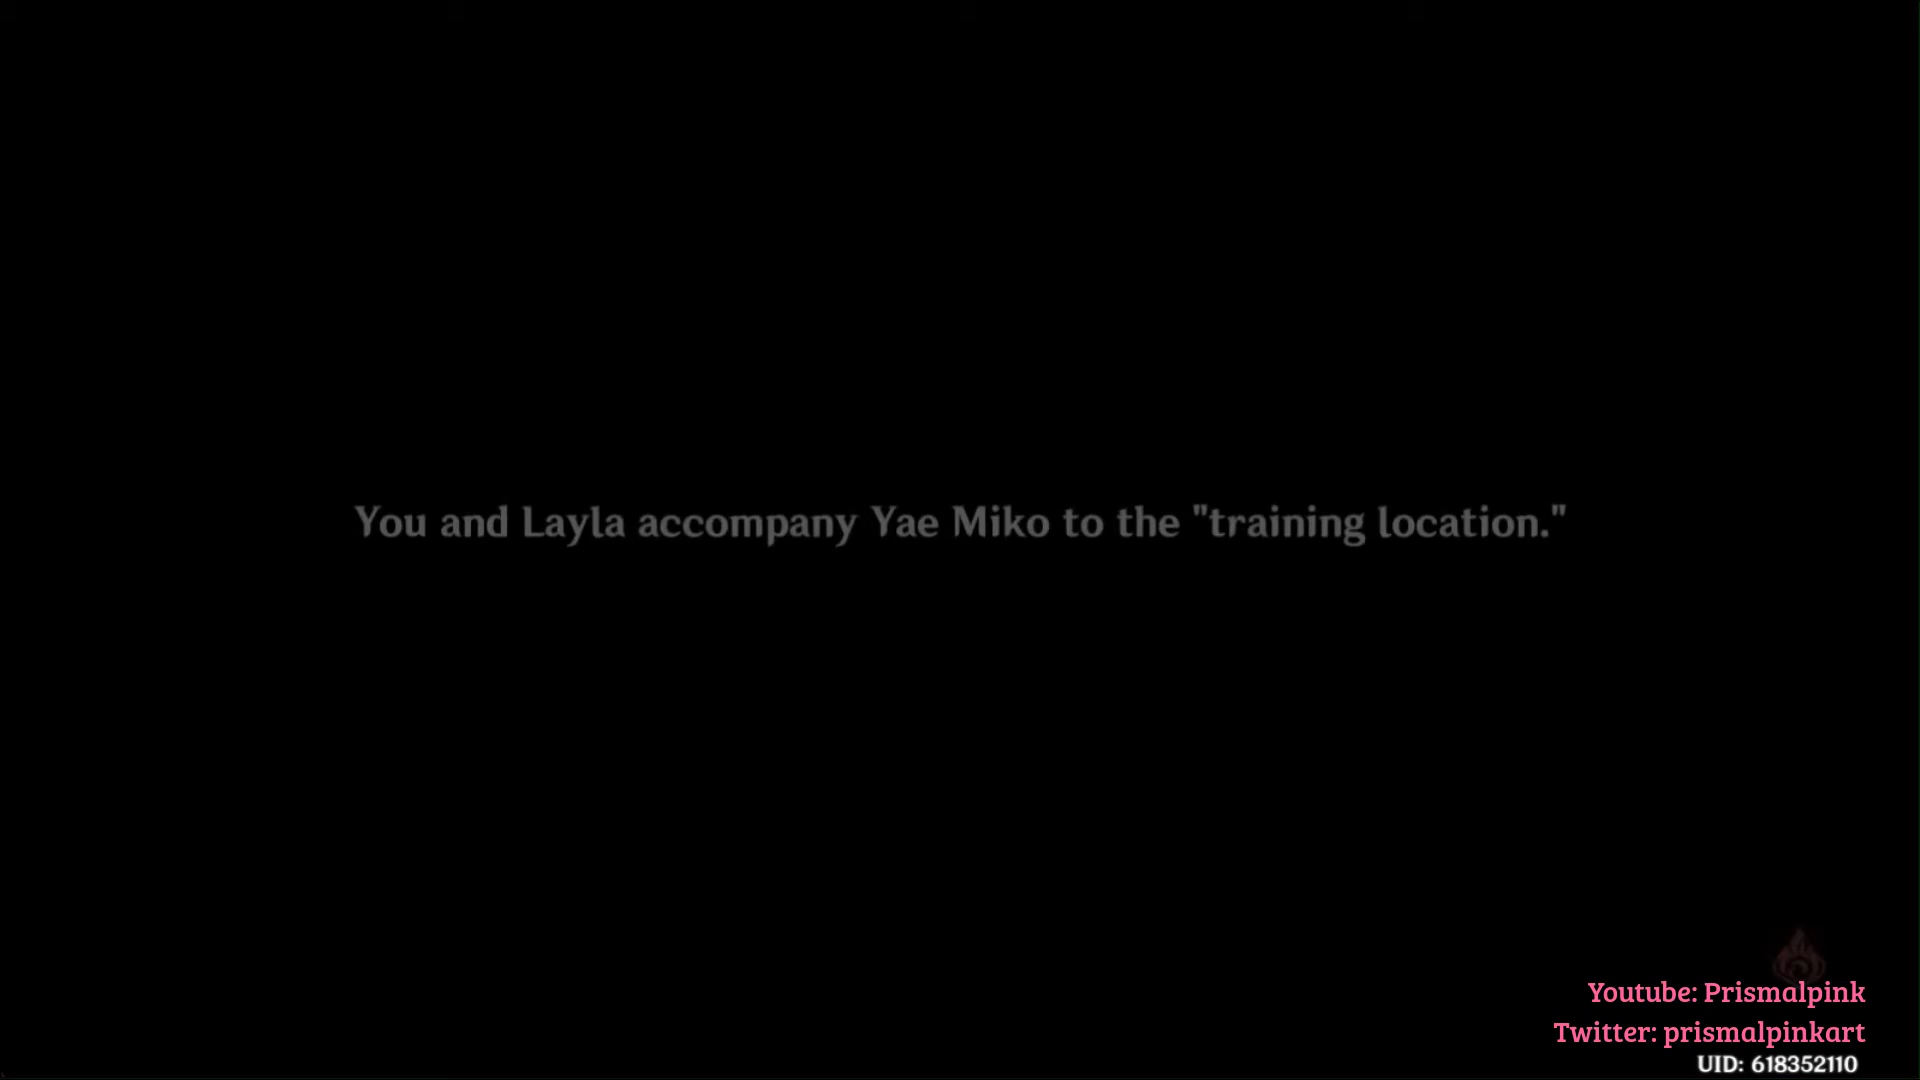 You and Layla accompany Yae Miko to the "training location."
Youtube: Prismalpink
Twitter: prismalpinkart
UID: 618352110